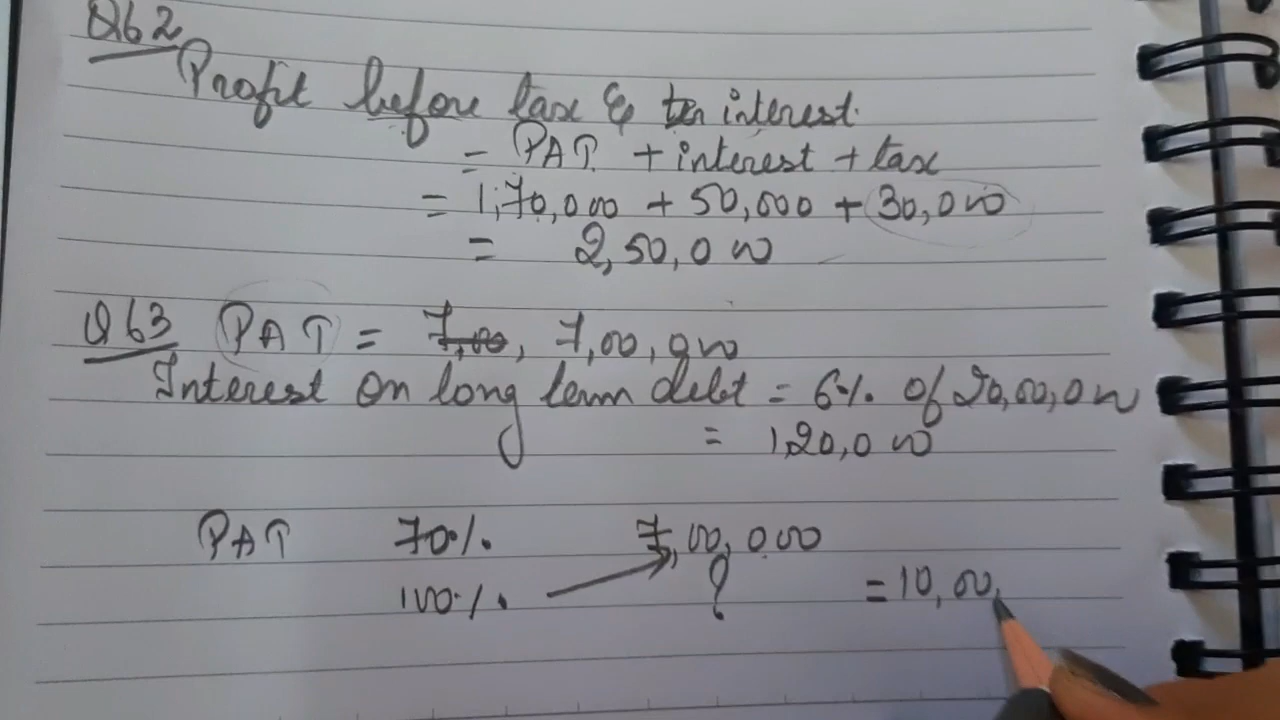 Q62
Profit before tax & interest.
= PAT + interest + tax
= 1,70,000 + 50,000 + 30,000
= 2,50,000
Q63 PAT = 7,00, 7,00,000
Interest on long term debt = 6% of 20,00,000
= 1,20,000
PAT 70% 7,00,000
100% ? = 10,00,